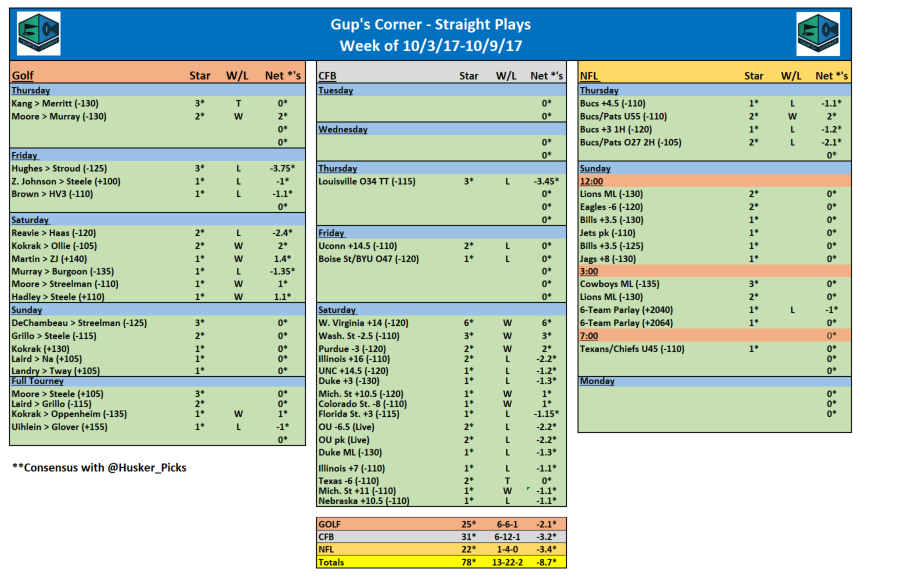 Gup's Corner - Straight Plays
Week of 10/3/17-10/9/17
Golf Star W/L Net *'s
Thursday
Kang > Merritt (-130) 3* T 0*
Moore > Murray (-130) 2* W 2*
0*
0*
Friday
Hughes > Stroud (-125) 3* L -3.75*
Z. Johnson > Steele (+100) 1* L -1*
Brown > HV3 (-110) 1* L -1.1*
0*
Saturday
Reavie > Haas (-120) 2* L -2.4*
Kokrak > Ollie (-105) 2* W 2*
Martin > ZJ (+140) 1* W 1.4*
Murray > Burgoon (-135) 1* L -1.35*
Moore > Streelman (-110) 1* W 1*
Hadley > Steele (+110) 1* W 1.1*
Sunday
DeChambeau > Streelman (-125) 3* 0*
Grillo > Steele (-115) 2* 0*
Kokrak (+130) 1* 0*
Laird > Na (+105) 1* 0*
Landry > Tway (+105) 1* 0*
Full Tourney
Moore > Steele (+105) 3* 0*
Laird > Grillo (-115) 2* 0*
Kokrak > Oppenheim (-135) 1* W 1*
Uihlein > Glover (+155) 1* L -1*
0*
**Consensus with @Husker_Picks
CFB Star W/L Net *'s
Tuesday
0*
0*
Wednesday
0*
0*
Thursday
Louisville O34 TT (-115) 3* L -3.45*
0*
0*
0*
Friday
Uconn +14.5 (-110) 2* L 0*
Boise St/BYU O47 (-120) 1* L 0*
0*
0*
0*
Saturday
W. Virginia +14 (-120) 6* W 6*
Wash. St -2.5 (-110) 3* W 3*
Purdue -3 (-120) 2* W 2*
Illinois +16 (-110) 2* L -2.2*
UNC +14.5 (-110) 1* L -1.2*
Duke +3 (-130) 1* L -1.3*
Mich. St +10.5 (-120) 1* W 1*
Colorado St. -8 (-110) 1* W 1*
Florida St. +3 (-115) 1* L -1.15*
OU -6.5 (Live) 2* L -2.2*
OU pk (Live) 2* L -2.2*
Duke ML (-130) 1* L -1.3*
Illinois +7 (-110) 1* L -1.1*
Texas -6 (-110) 2* T 0*
Mich. St +11 (-110) 1* W -1.1*
Nebraska +10.5 (-110) 1* L -1.1*
GOLF 25* 6-6-1 -2.1*
CFB 31* 6-12-1 -3.2*
NFL 22* 1-4-0 -3.4*
Totals 78* 13-22-2 -8.7*
NFL Star W/L Net *'s
Thursday
Bucs +4.5 (-110) 1* L -1.1*
Bucs/Pats U55 (-110) 2* W 2*
Bucs +3 1H (-120) 1* L -1.2*
Bucs/Pats O27 2H (-105) 2* L -2.1*
0*
Sunday
12:00
Lions ML (-130) 2* 0*
Eagles -6 (-120) 2* 0*
Bills +3.5 (-130) 1* 0*
Jets pk (-110) 1* 0*
Bills +3.5 (-125) 1* 0*
Jags +8 (-130) 1* 0*
3:00
Cowboys ML (-135) 3* 0*
Lions ML (-130) 2* 0*
6-Team Parlay (+2040) 1* L -1*
6-Team Parlay (+2064) 1* 0*
7:00 0*
Texans/Chiefs U45 (-110) 1* 0*
0*
0*
Monday
0*
0*
0*